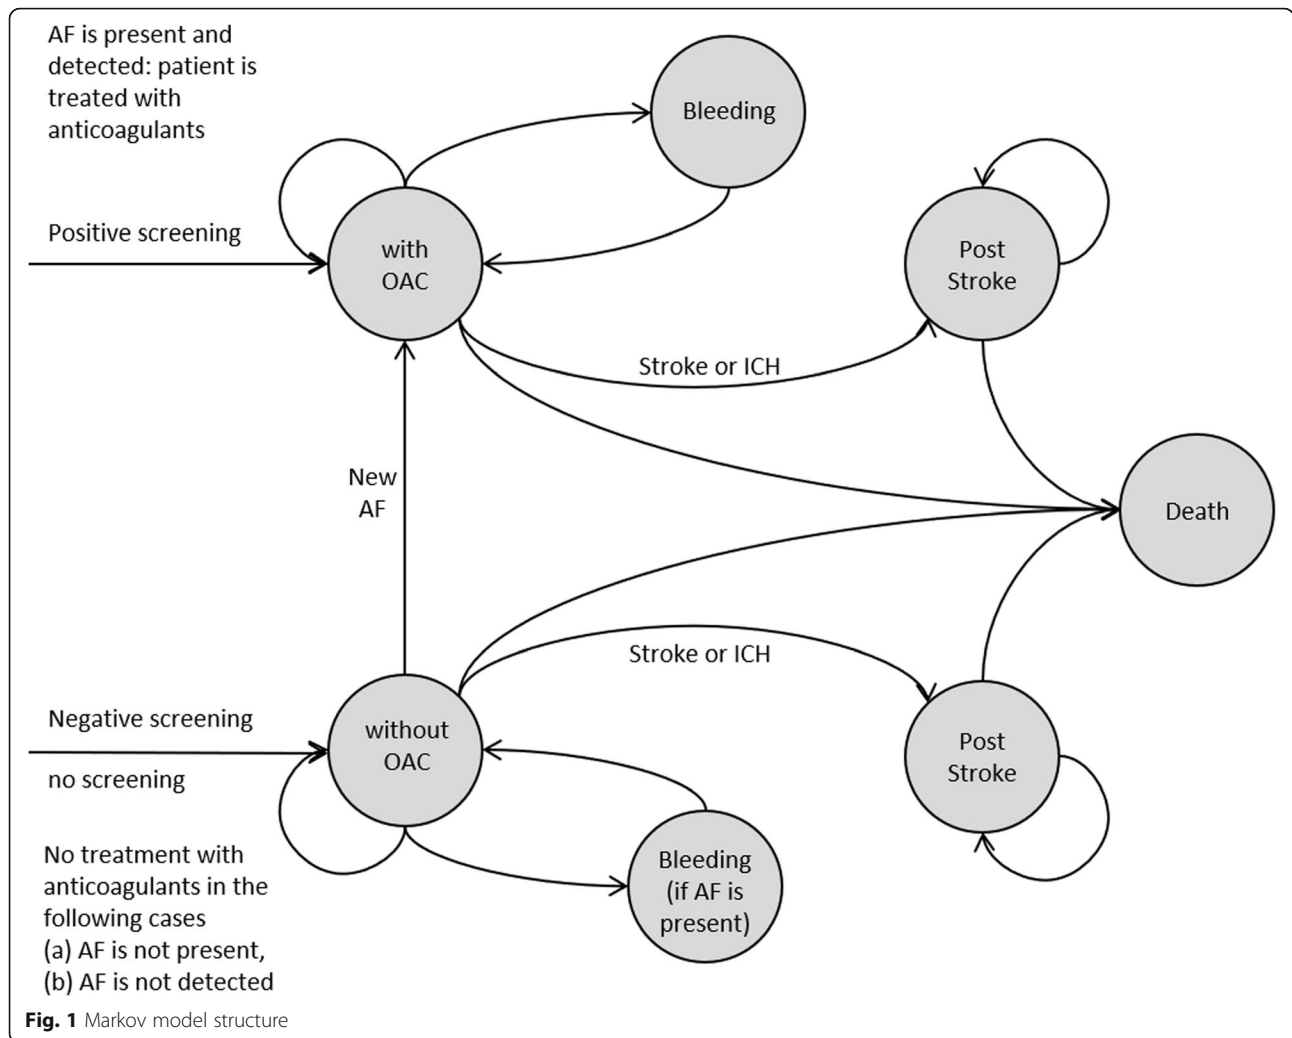 AF is present and
detected: patient is
treated with
anticoagulants
Bleeding
Positive screening
with
OAC
Post
Stroke
Stroke or ICH
New
AF
Death
Stroke or ICH
Negative screening
no screening
without
OAC
Post
Stroke
Bleeding
(if AF is
present)
No treatment with
anticoagulants in the
following cases
(a) AF is not present,
(b) AF is not detected
Fig. 1 Markov model structure